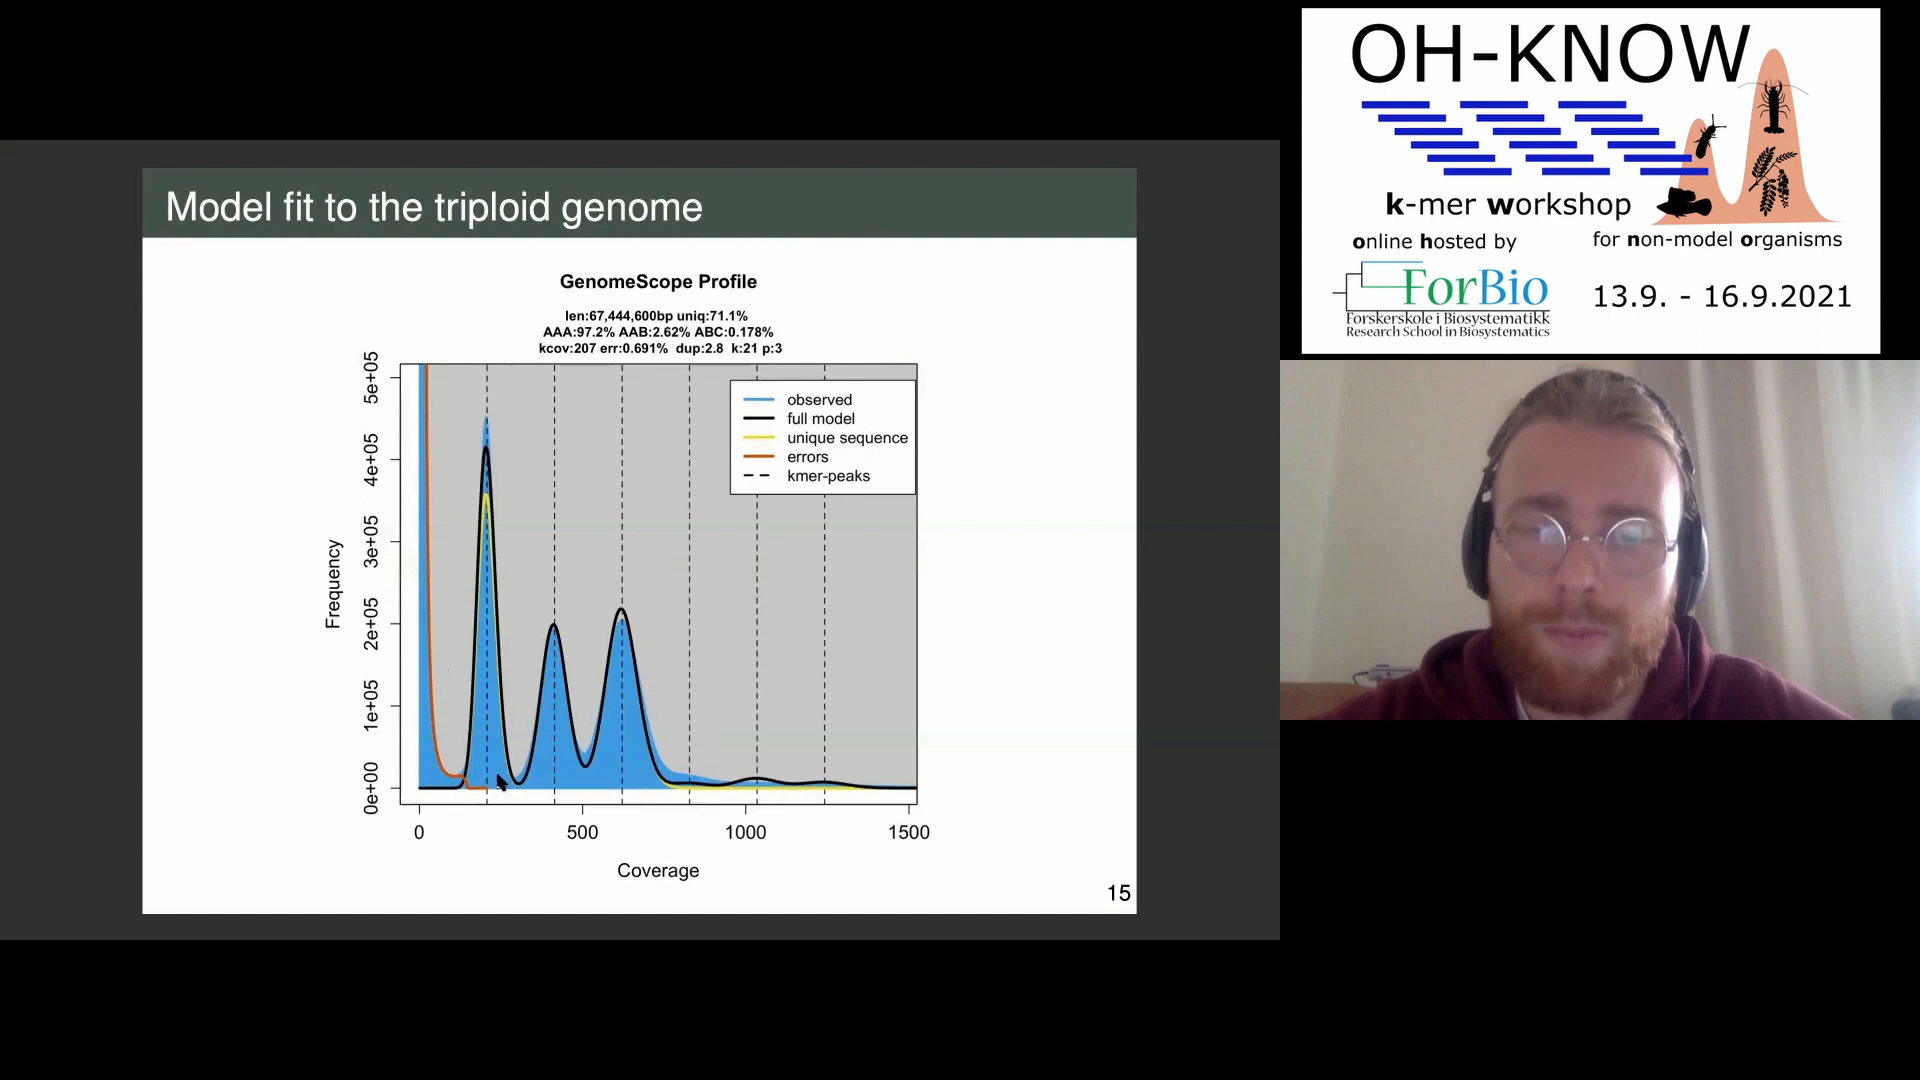 Model fit to the triploid genome
GenomeScope Profile
len:67,444,600bp uniq:71.1%
AAA:97.2% AAB:2.62% ABC:0.178%
kcov:207 err:0.691% dup:2.8 k:21 p:3
observed
full model
unique sequence
errors
kmer-peaks
Frequency
0e+00 1e+05 2e+05 3e+05 4e+05 5e+05
0 500 1000 1500
Coverage
15
OH-KNOW
k-mer workshop
online hosted by
for non-model organisms
ForBio
Forskerskole i Biosystematikk
Research School in Biosystematics
13.9. - 16.9.2021